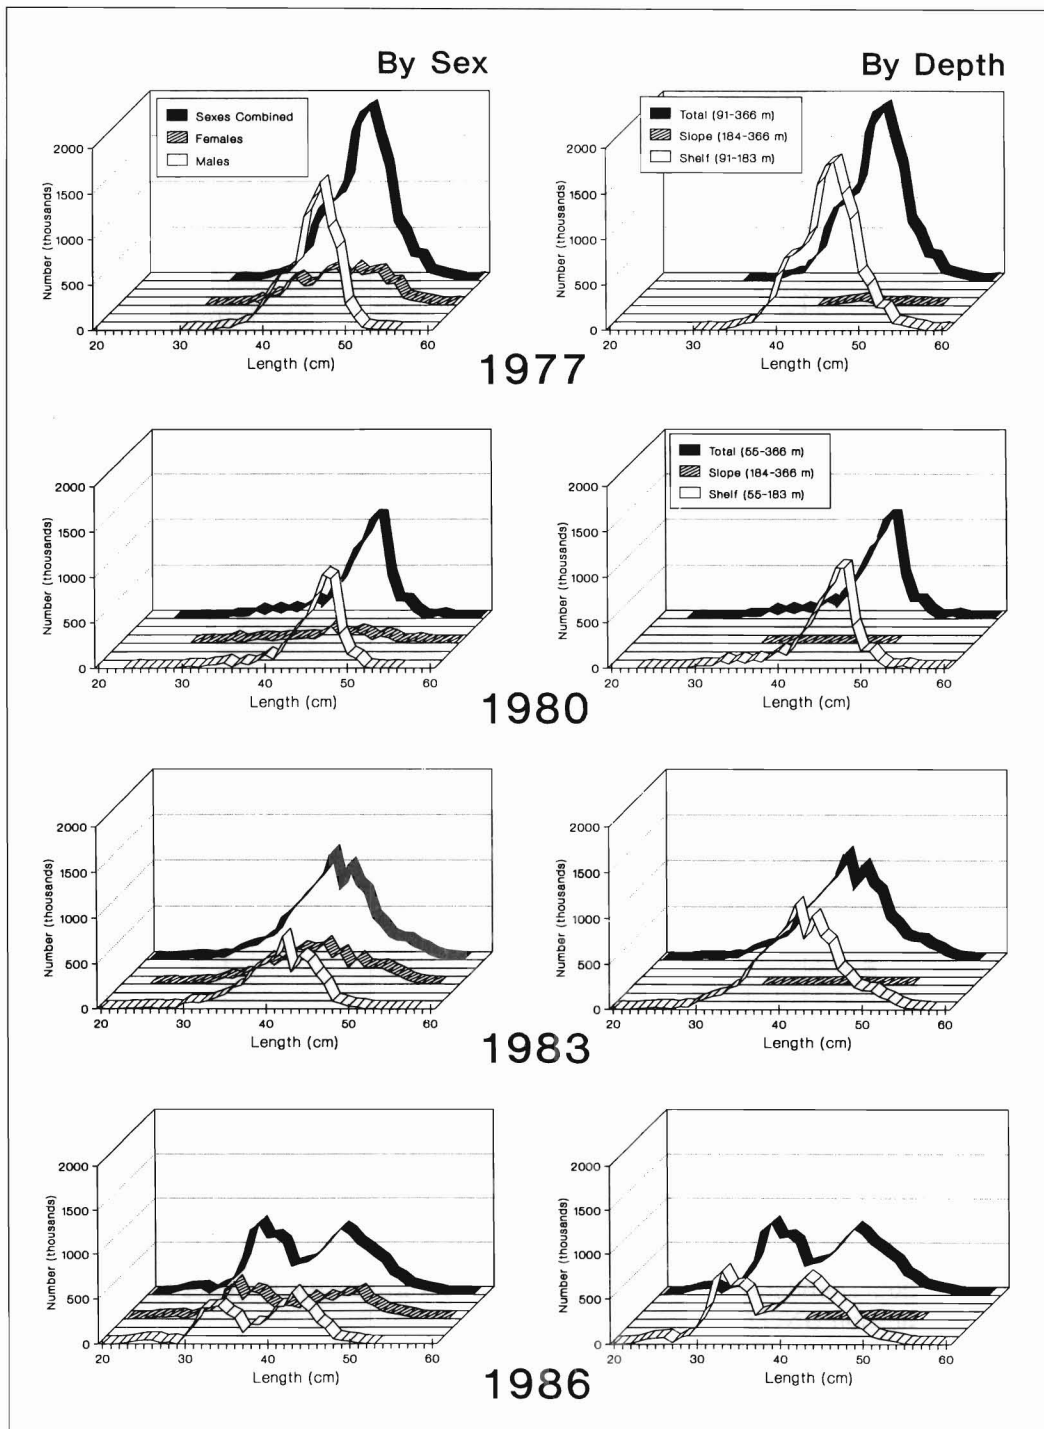 By Sex
By Depth
Sexes Combined
Females
Males
2000
1500
1000
500
0
Number (thousands)
20 30 40 50 60
Length (cm)
Total (91-366 m)
Slope (184-366 m)
Shelf (91-183 m)
2000
1500
1000
500
0
Number (thousands)
20 30 40 50 60
Length (cm)
1977
2000
1500
1000
500
0
Number (thousands)
20 30 40 50 60
Length (cm)
Total (55-366 m)
Slope (184-366 m)
Shelf (55-183 m)
2000
1500
1000
500
0
Number (thousands)
20 30 40 50 60
Length (cm)
1980
2000
1500
1000
500
0
Number (thousands)
20 30 40 50 60
Length (cm)
2000
1500
1000
500
0
Number (thousands)
20 30 40 50 60
Length (cm)
1983
2000
1500
1000
500
0
Number (thousands)
20 30 40 50 60
Length (cm)
2000
1500
1000
500
0
Number (thousands)
20 30 40 50 60
Length (cm)
1986